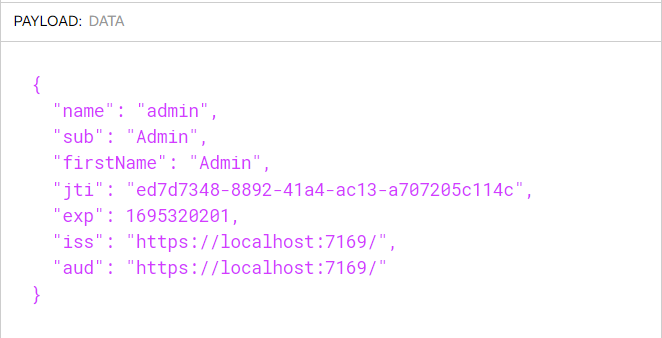 PAYLOAD: DATA
{
"name": "admin",
"sub": "Admin",
"firstName": "Admin",
"jti": "ed7d7348-8892-41a4-ac13-a707205c114c",
"exp": 1695320201,
"iss": "https://localhost:7169/",
"aud": "https://localhost:7169/"
}